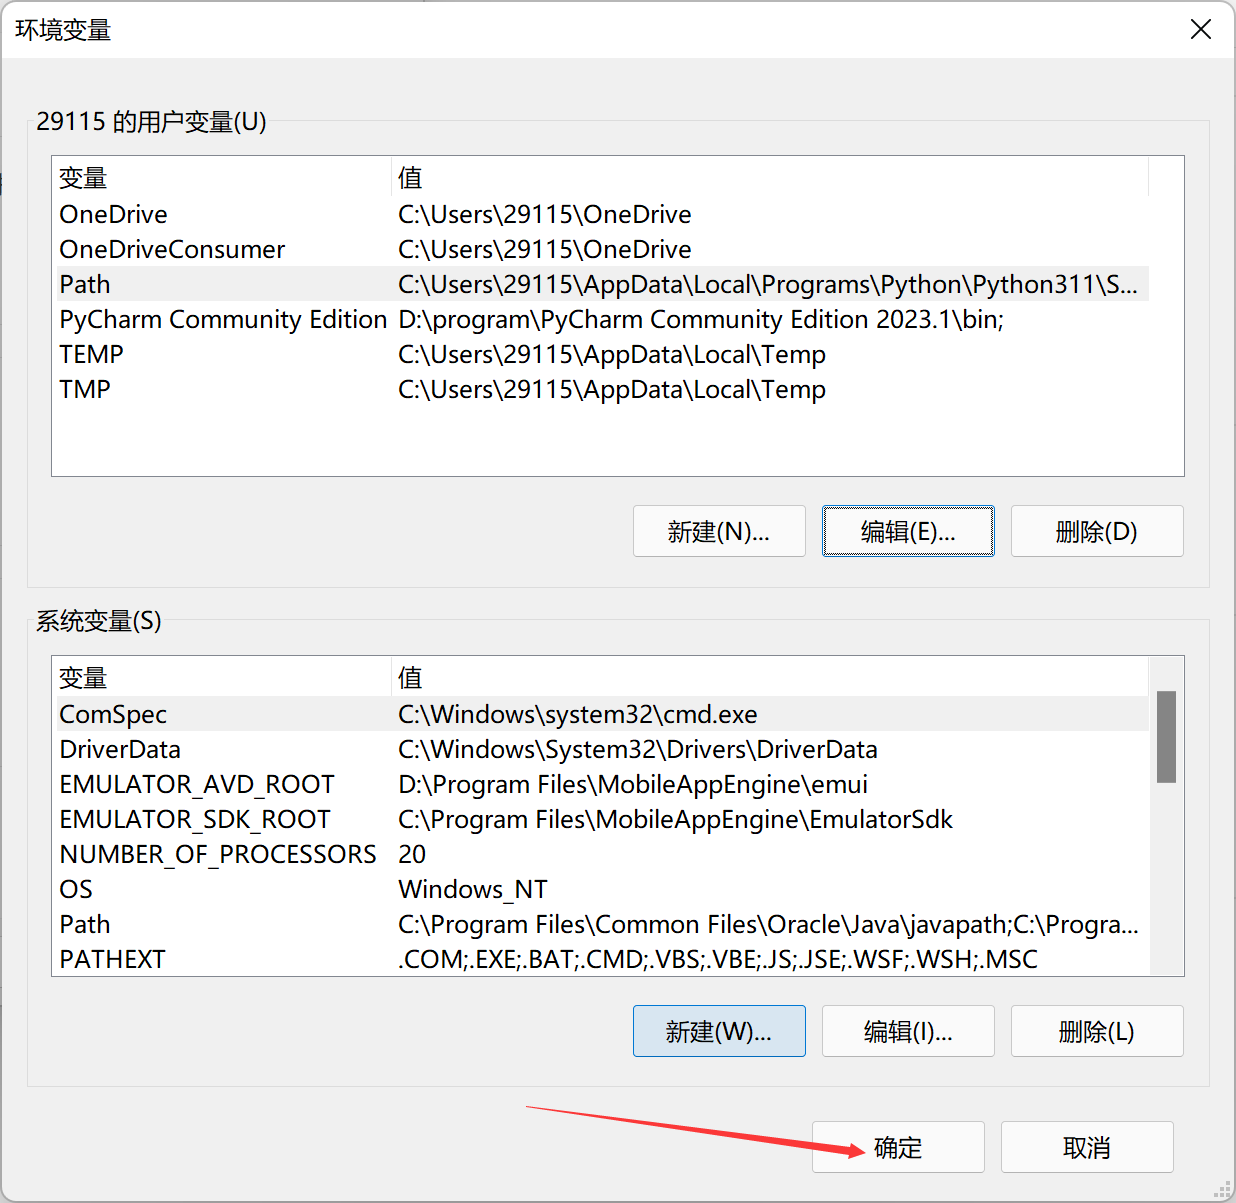 环境变量
29115 的用户变量(U)
变量 值
OneDrive C:\Users\29115\OneDrive
OneDriveConsumer C:\Users\29115\OneDrive
Path C:\Users\29115\AppData\Local\Programs\Python\Python311\S...
PyCharm Community Edition D:\program\PyCharm Community Edition 2023.1\bin;
TEMP C:\Users\29115\AppData\Local\Temp
TMP C:\Users\29115\AppData\Local\Temp
新建(N)... 编辑(E)... 删除(D)
系统变量(S)
变量 值
ComSpec C:\Windows\system32\cmd.exe
DriverData C:\Windows\System32\Drivers\DriverData
EMULATOR_AVD_ROOT D:\Program Files\MobileAppEngine\emui
EMULATOR_SDK_ROOT C:\Program Files\MobileAppEngine\EmulatorSdk
NUMBER_OF_PROCESSORS 20
OS Windows_NT
Path C:\Program Files\Common Files\Oracle\Java\javapath;C:\Progra...
PATHEXT .COM;.EXE;.BAT;.CMD;.VBS;.VBE;.JS;.JSE;.WSF;.WSH;.MSC
新建(W)... 编辑(I)... 删除(L)
确定 取消